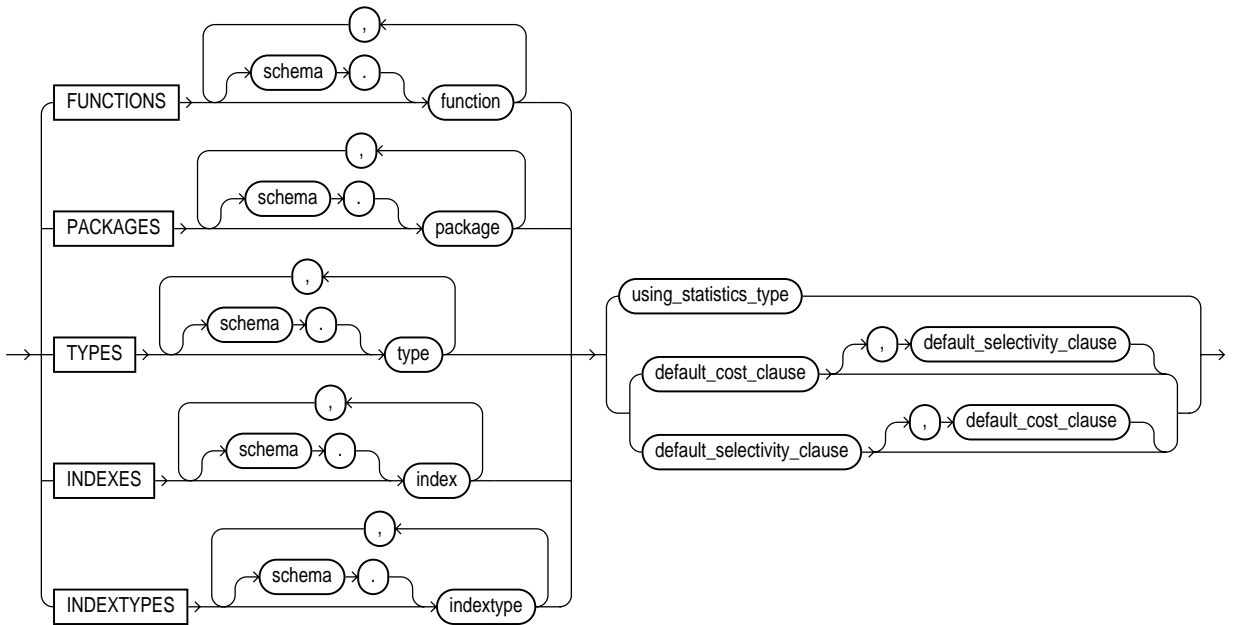 ,
schema .
FUNCTIONS function
,
schema .
PACKAGES package
,
schema .
TYPES type
,
schema .
INDEXES index
,
schema .
INDEXTYPES indextype
using_statistics_type
, default_selectivity_clause
default_cost_clause
, default_cost_clause
default_selectivity_clause